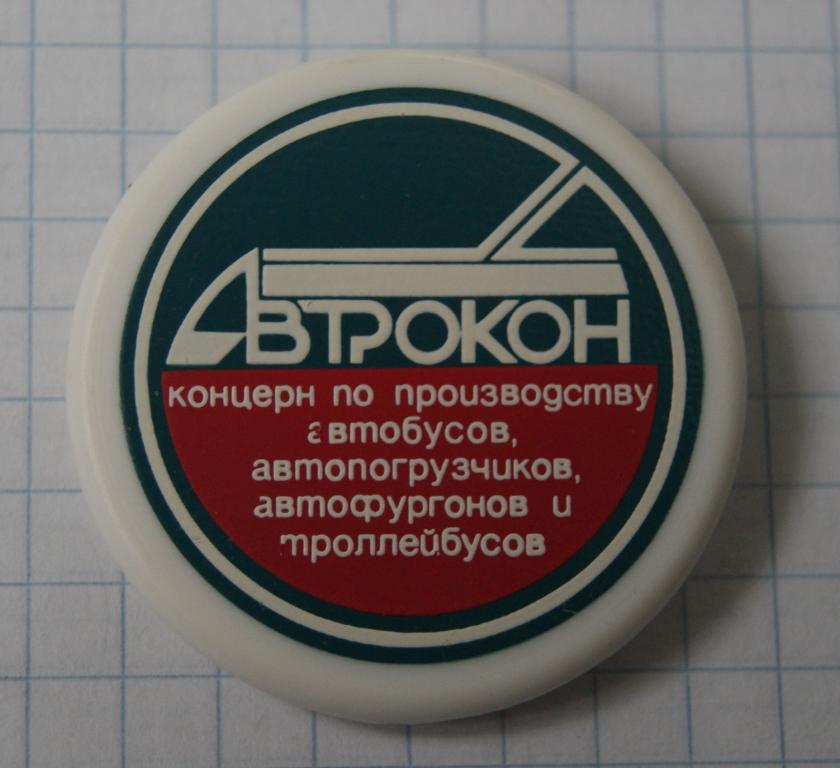 АВТРОКОН
концерн по производству
автобусов,
автопогрузчиков,
автофургонов и
троллейбусов